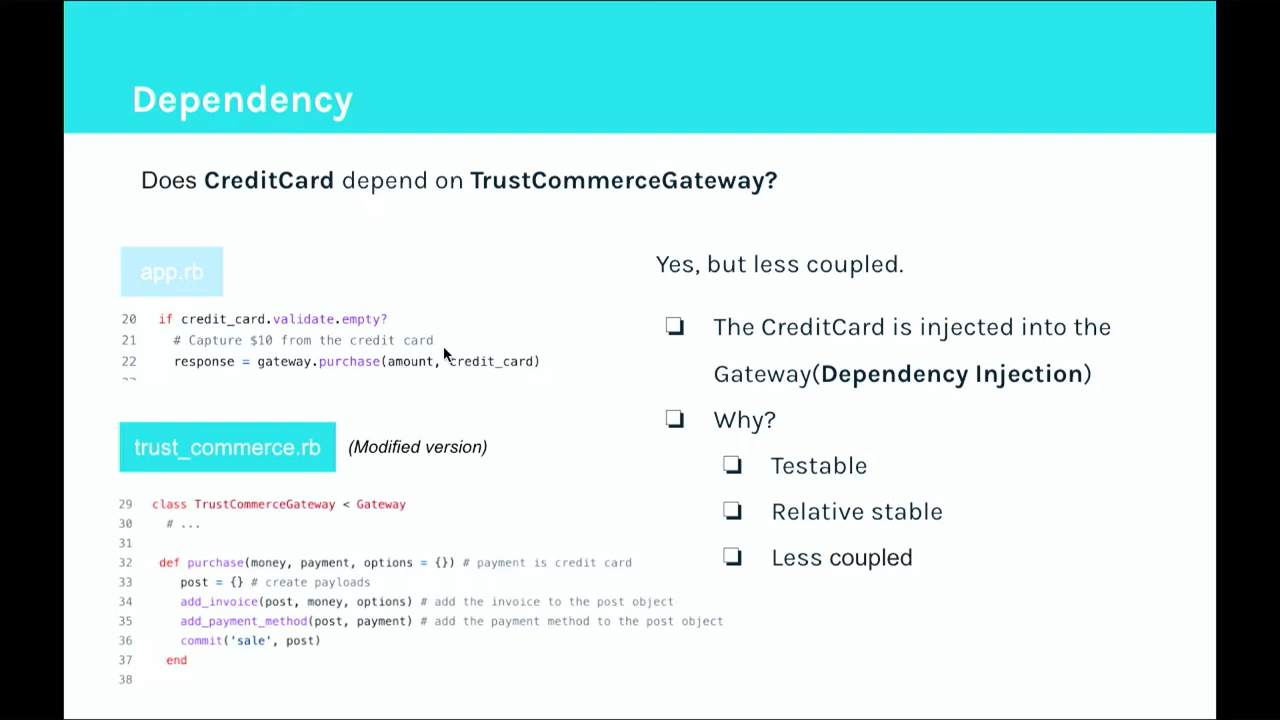 Dependency
Does CreditCard depend on TrustCommerceGateway?
app.rb
20 if credit_card.validate.empty?
21 # Capture $10 from the credit card
22 response = gateway.purchase(amount, credit_card)
trust_commerce.rb (Modified version)
29 class TrustCommerceGateway < Gateway
30 # ...
31
32 def purchase(money, payment, options = {}) # payment is credit card
33 post = {} # create payloads
34 add_invoice(post, money, options) # add the invoice to the post object
35 add_payment_method(post, payment) # add the payment method to the post object
36 commit('sale', post)
37 end
38
Yes, but less coupled.
The CreditCard is injected into the
Gateway(Dependency Injection)
Why?
Testable
Relative stable
Less coupled